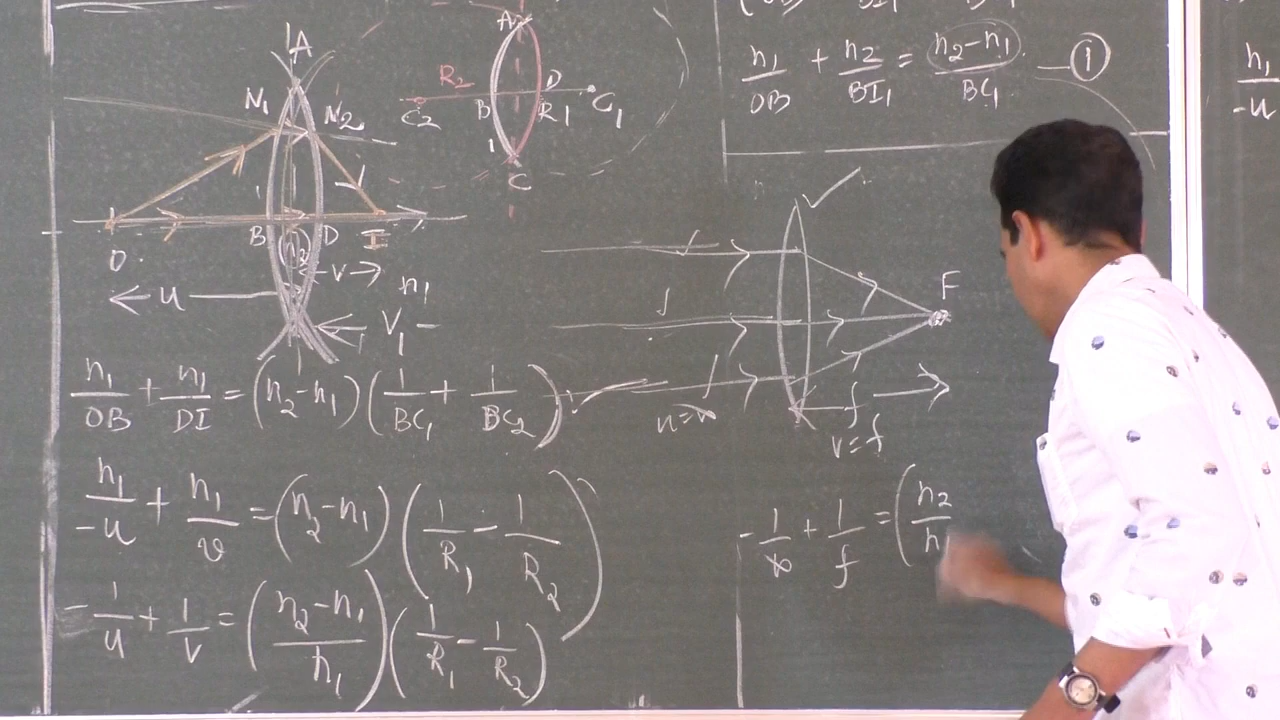 A
N1 N2
O B D I
(n2)
← v →
← u
n1
V1 -
A
R2 D
C2 B R1 C1
C
n1/OB + n2/BI1 = (n2-n1)/BC1 — ①
n1/-u
n1/OB + n1/DI = (n2-n1)(1/BC1 + 1/BC2)
n1/-u + n1/v = (n2-n1)(1/R1 - 1/R2)
-1/u + 1/v = ((n2-n1)/n1)(1/R1 - 1/R2)
F
← f →
v=f
-1/∞ + 1/f = (n2/n